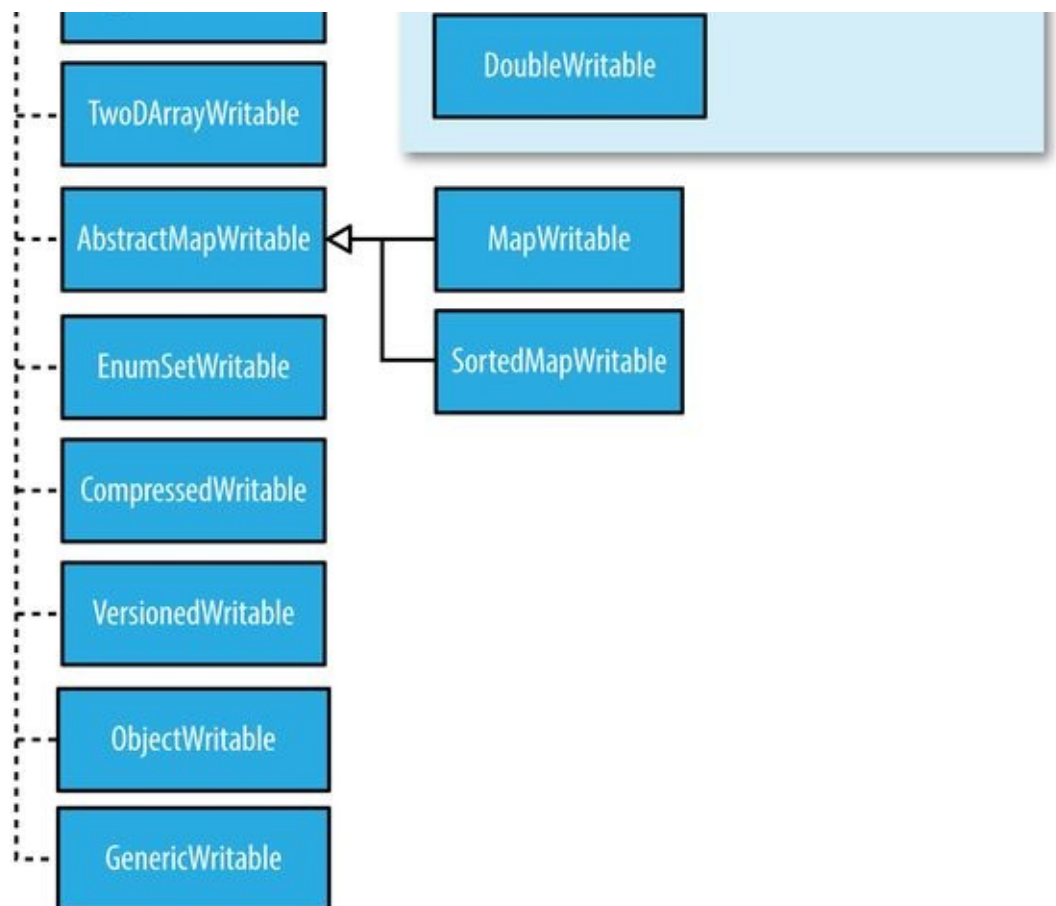 DoubleWritable
TwoDArrayWritable
AbstractMapWritable
MapWritable
EnumSetWritable
SortedMapWritable
CompressedWritable
VersionedWritable
ObjectWritable
GenericWritable